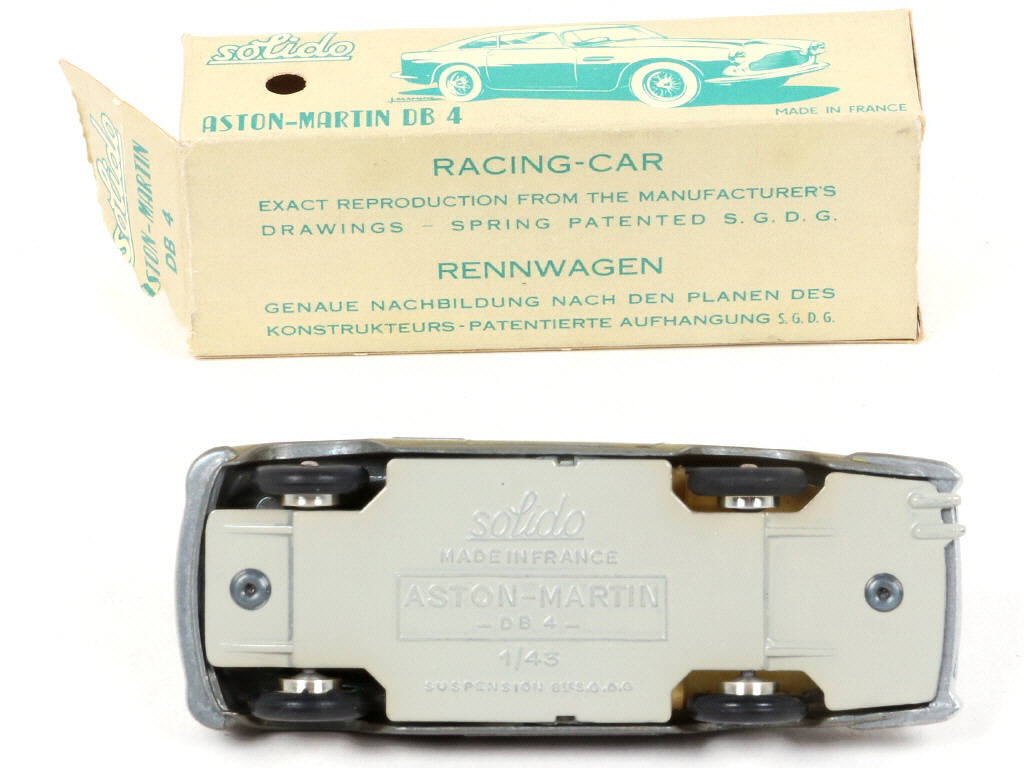 Solido
ASTON-MARTIN DB 4
MADE IN FRANCE
RACING-CAR
EXACT REPRODUCTION FROM THE MANUFACTURER'S
DRAWINGS – SPRING PATENTED S.G.D.G.
RENNWAGEN
GENAUE NACHBILDUNG NACH DEN PLANEN DES
KONSTRUKTEURS-PATENTIERTE AUFHANGUNG S.G.D.G.
Solido
ASTON-MARTIN
DB 4
Solido
MADE IN FRANCE
ASTON-MARTIN
– DB 4 –
1/43
SUSPENSION Bté S.G.D.G